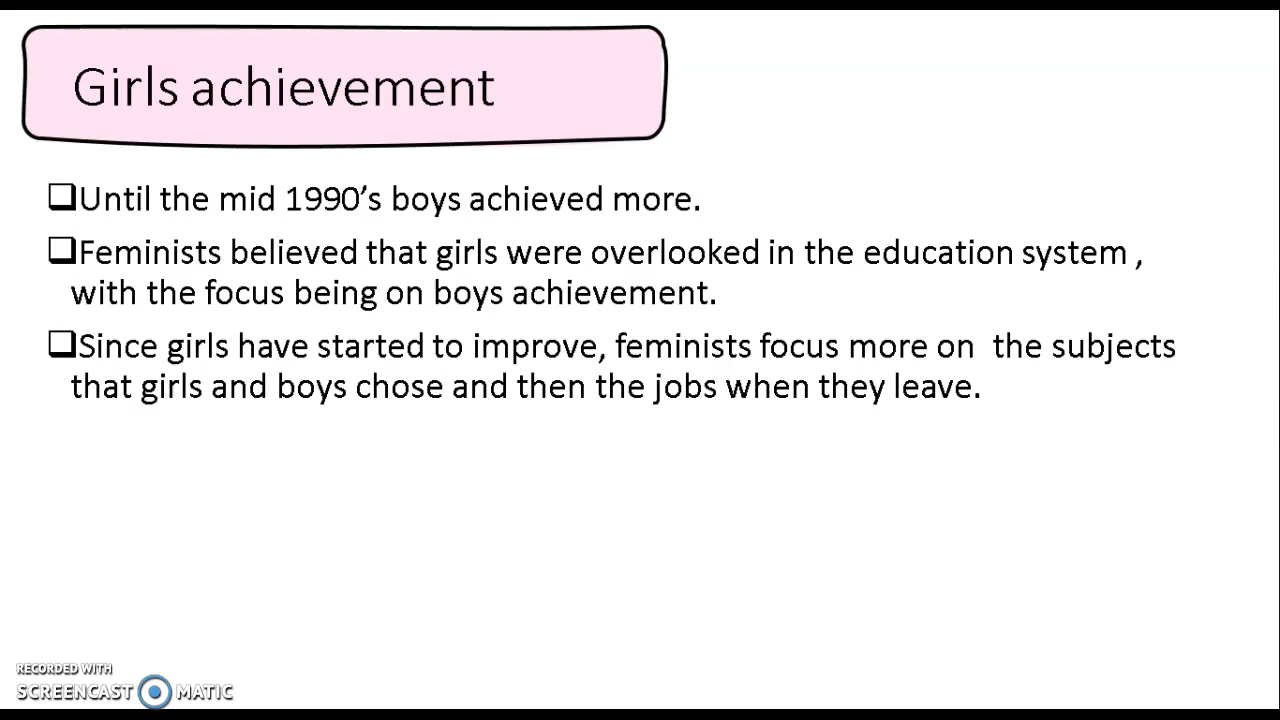 Girls achievement
❑Until the mid 1990’s boys achieved more.
❑Feminists believed that girls were overlooked in the education system ,
with the focus being on boys achievement.
❑Since girls have started to improve, feminists focus more on  the subjects
that girls and boys chose and then the jobs when they leave.
RECORDED WITH
SCREENCAST MATIC